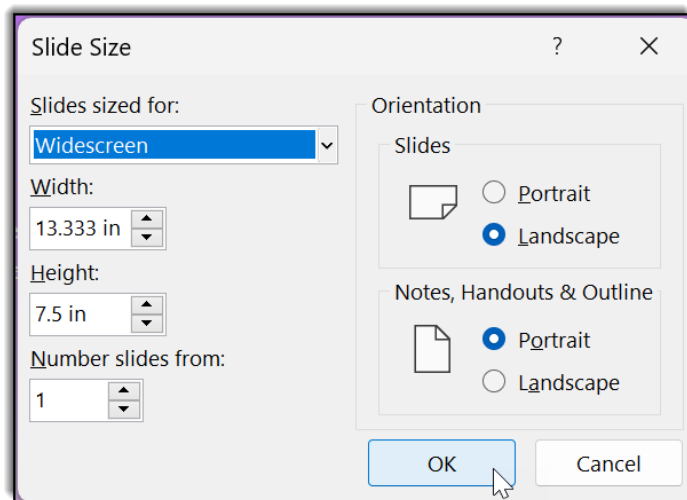 Slide Size
?
Slides sized for:
Widescreen
Width:
13.333 in
Height:
7.5 in
Number slides from:
1
Orientation
Slides
Portrait
Landscape
Notes, Handouts & Outline
Portrait
Landscape
OK
Cancel